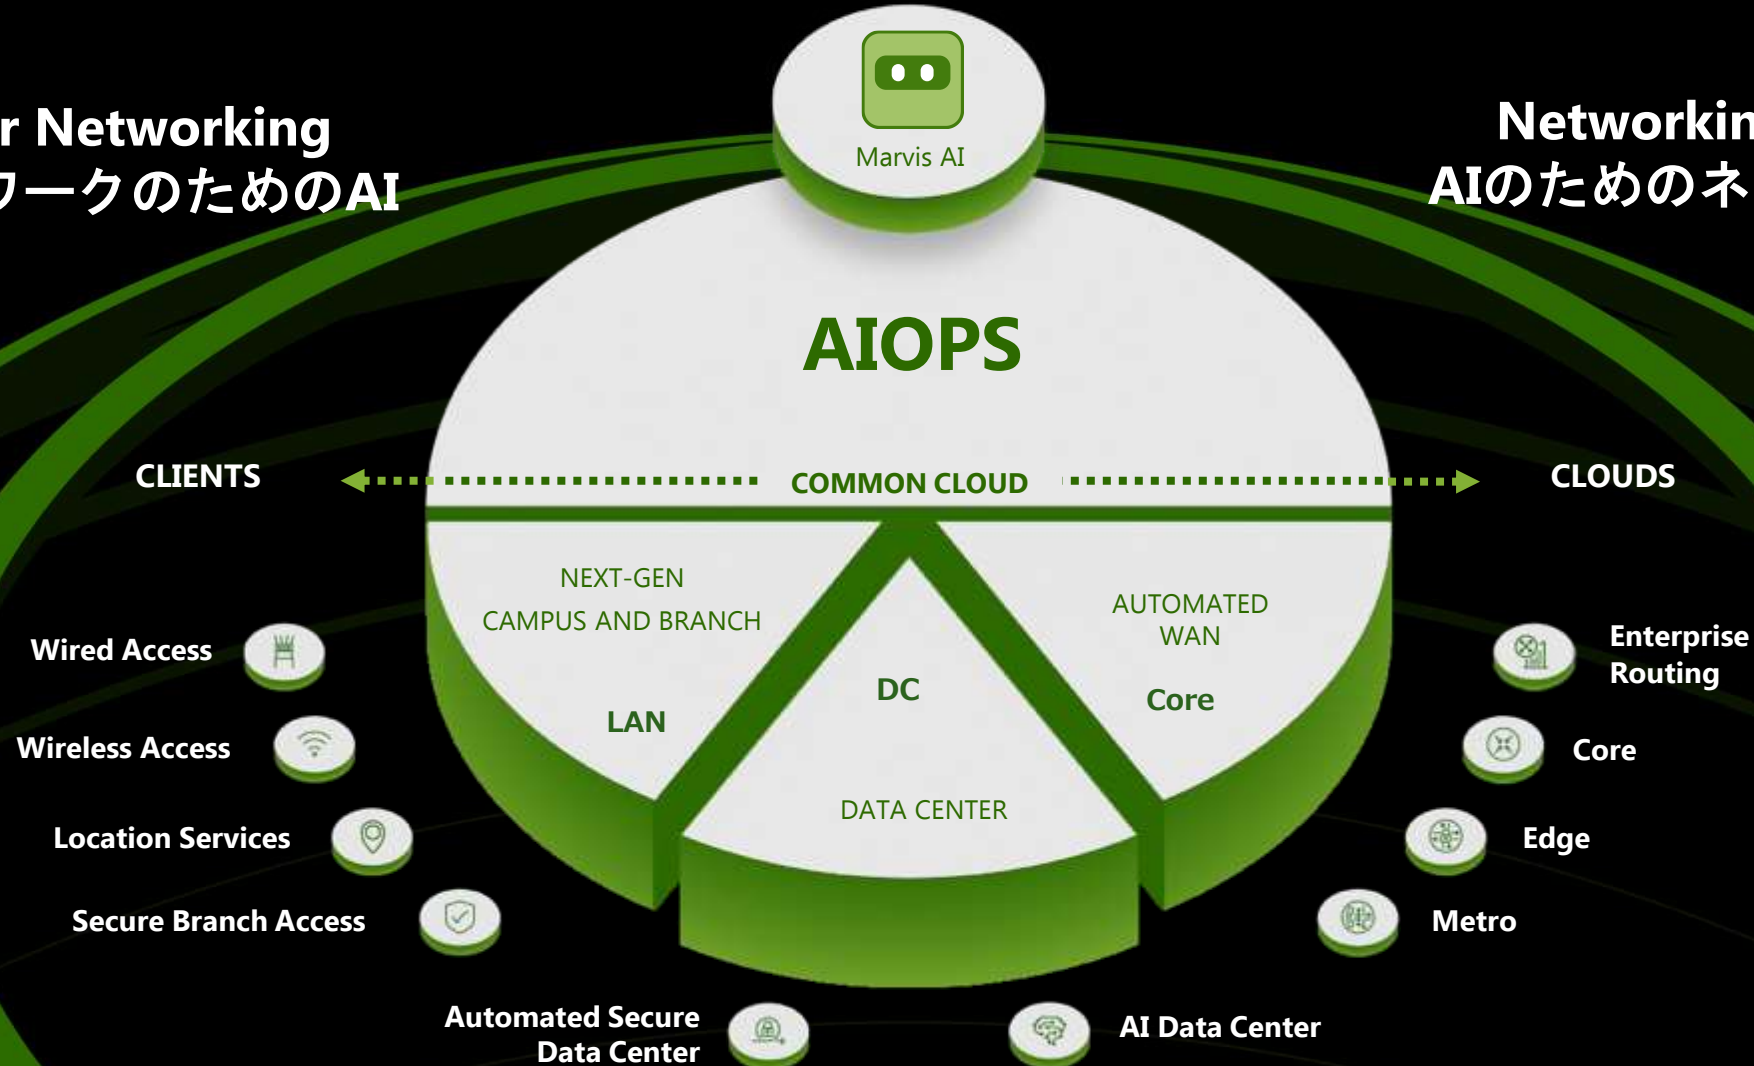 Marvis AI
r Networking
ワークのためのAI
Networkin
AIのためのネ
AIOPS
CLIENTS
COMMON CLOUD
CLOUDS
NEXT-GEN
CAMPUS AND BRANCH
LAN
DC
DATA CENTER
AUTOMATED
WAN
Core
Wired Access
Wireless Access
Location Services
Secure Branch Access
Automated Secure
Data Center
AI Data Center
Enterprise
Routing
Core
Edge
Metro